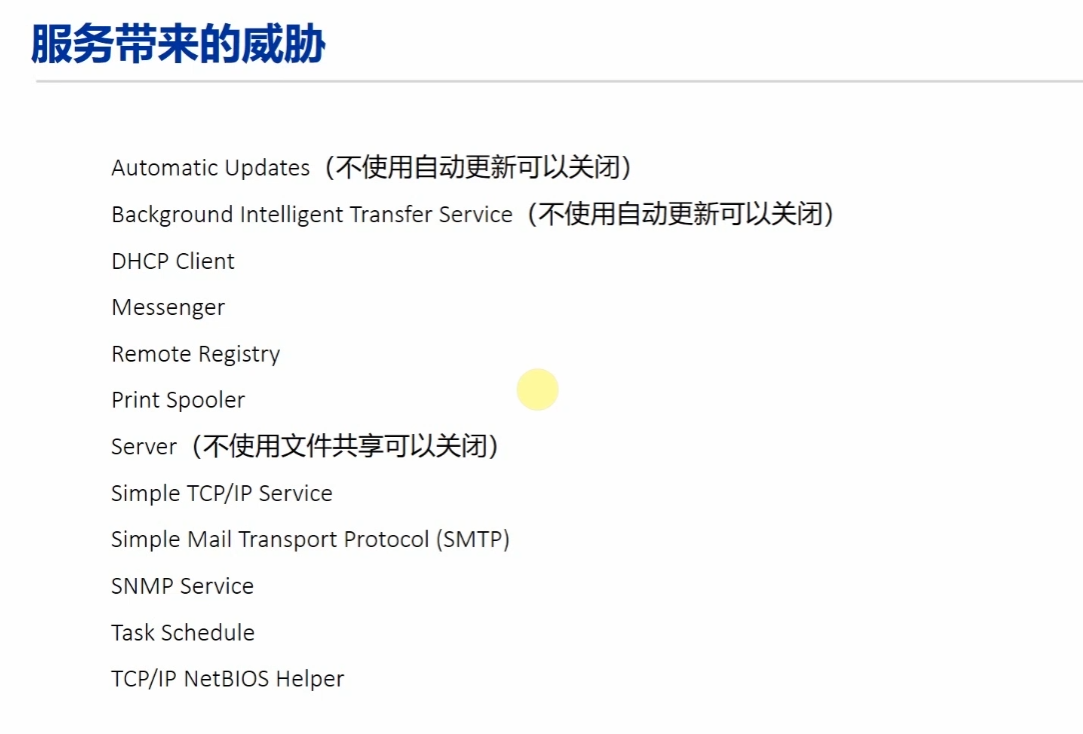 服务带来的威胁
Automatic Updates（不使用自动更新可以关闭）
Background Intelligent Transfer Service（不使用自动更新可以关闭）
DHCP Client
Messenger
Remote Registry
Print Spooler
Server（不使用文件共享可以关闭）
Simple TCP/IP Service
Simple Mail Transport Protocol (SMTP)
SNMP Service
Task Schedule
TCP/IP NetBIOS Helper